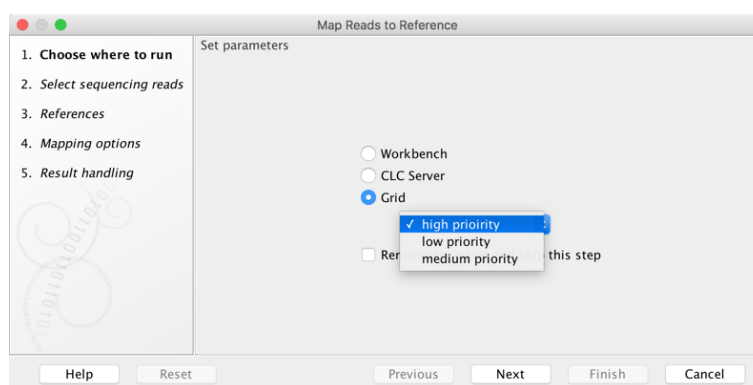 Map Reads to Reference
1. Choose where to run
2. Select sequencing reads
3. References
4. Mapping options
5. Result handling
Set parameters
Workbench
CLC Server
Grid
✓ high prioirity
low priority
medium priority
this step
Help Reset Previous Next Finish Cancel